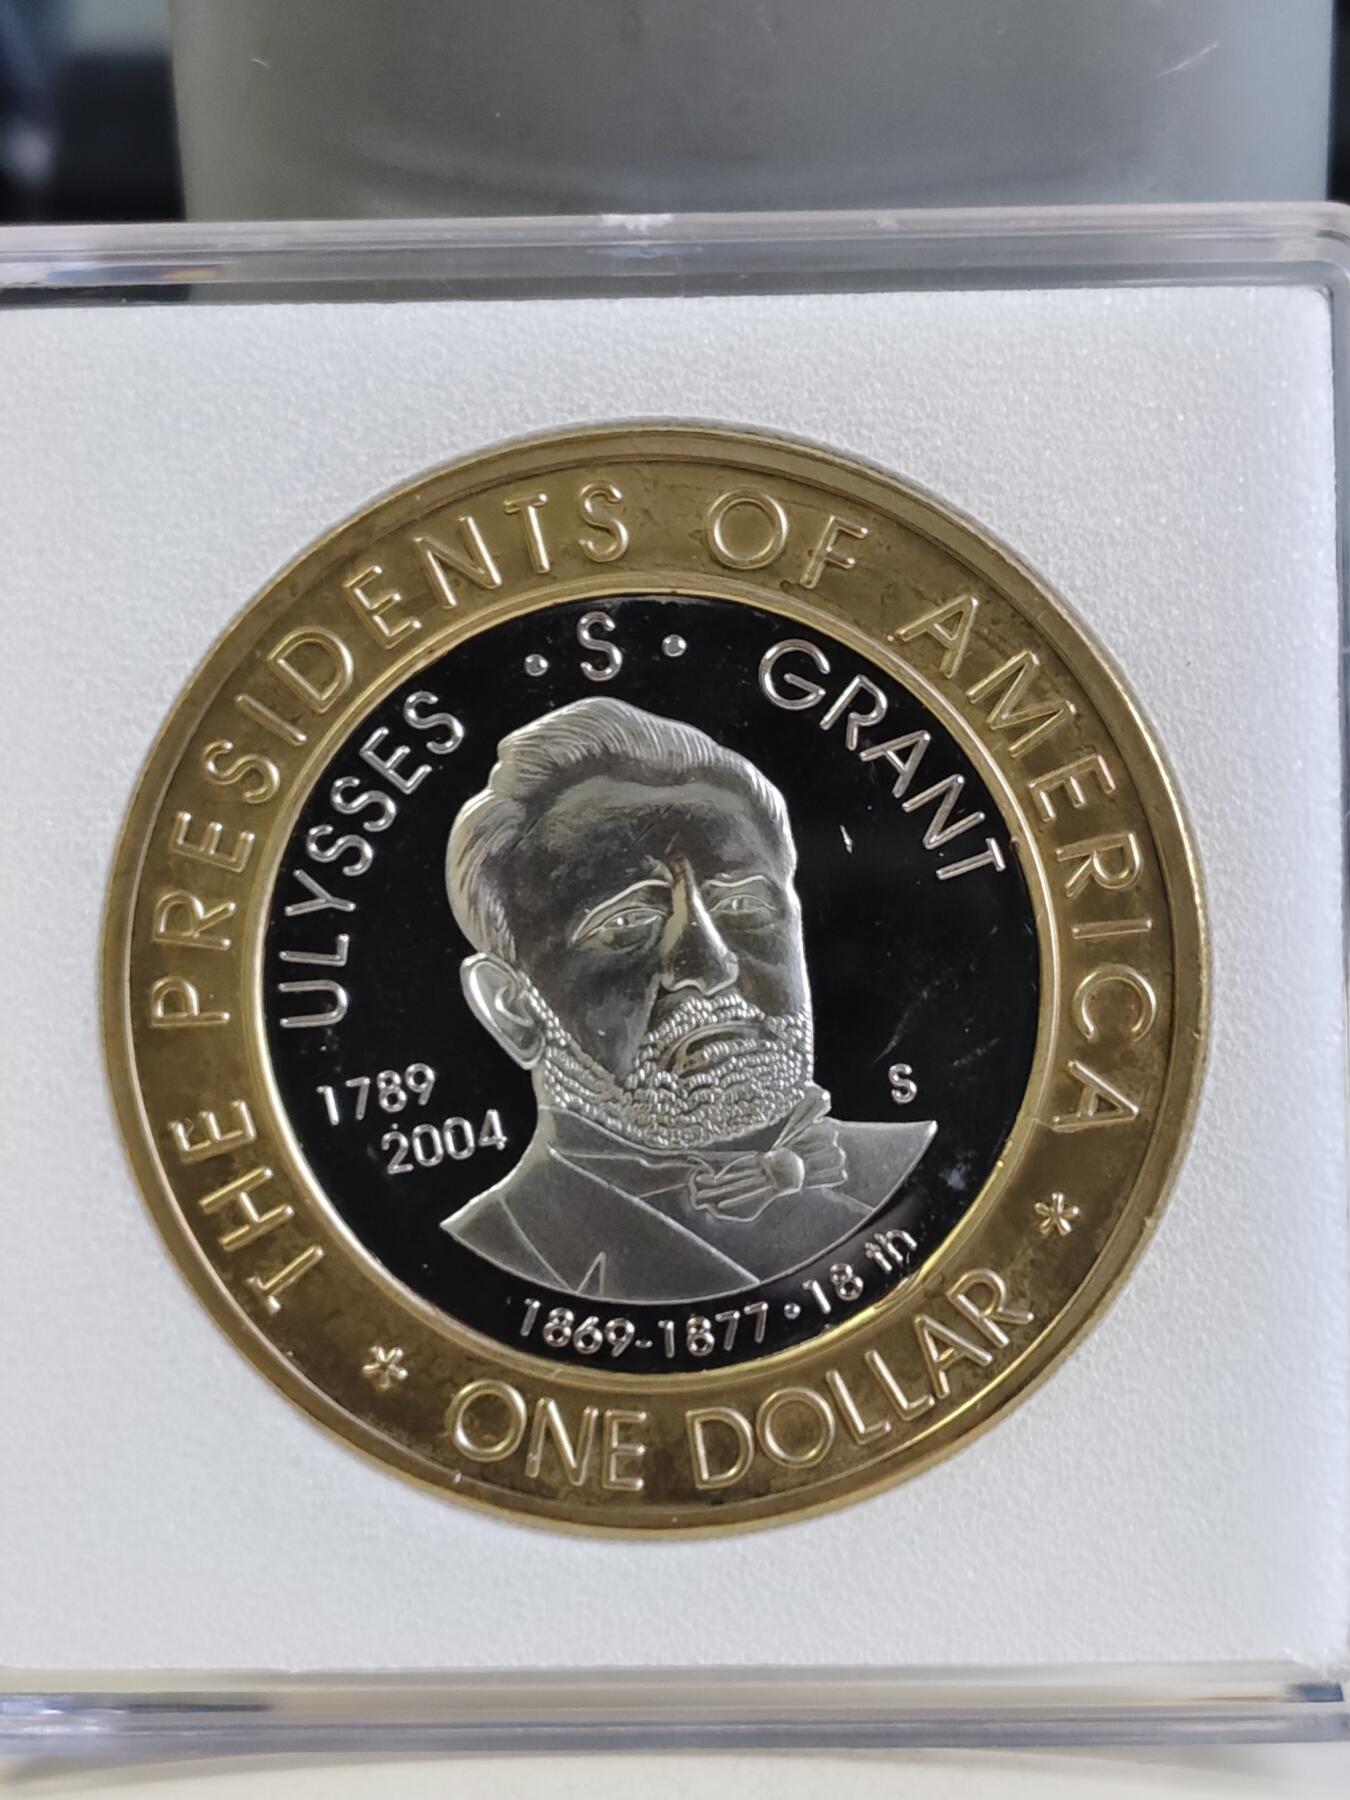 THE PRESIDENTS OF AMERICA
* ONE DOLLAR *
ULYSSES · S · GRANT
1789
2004
S
1869-1877·18 th